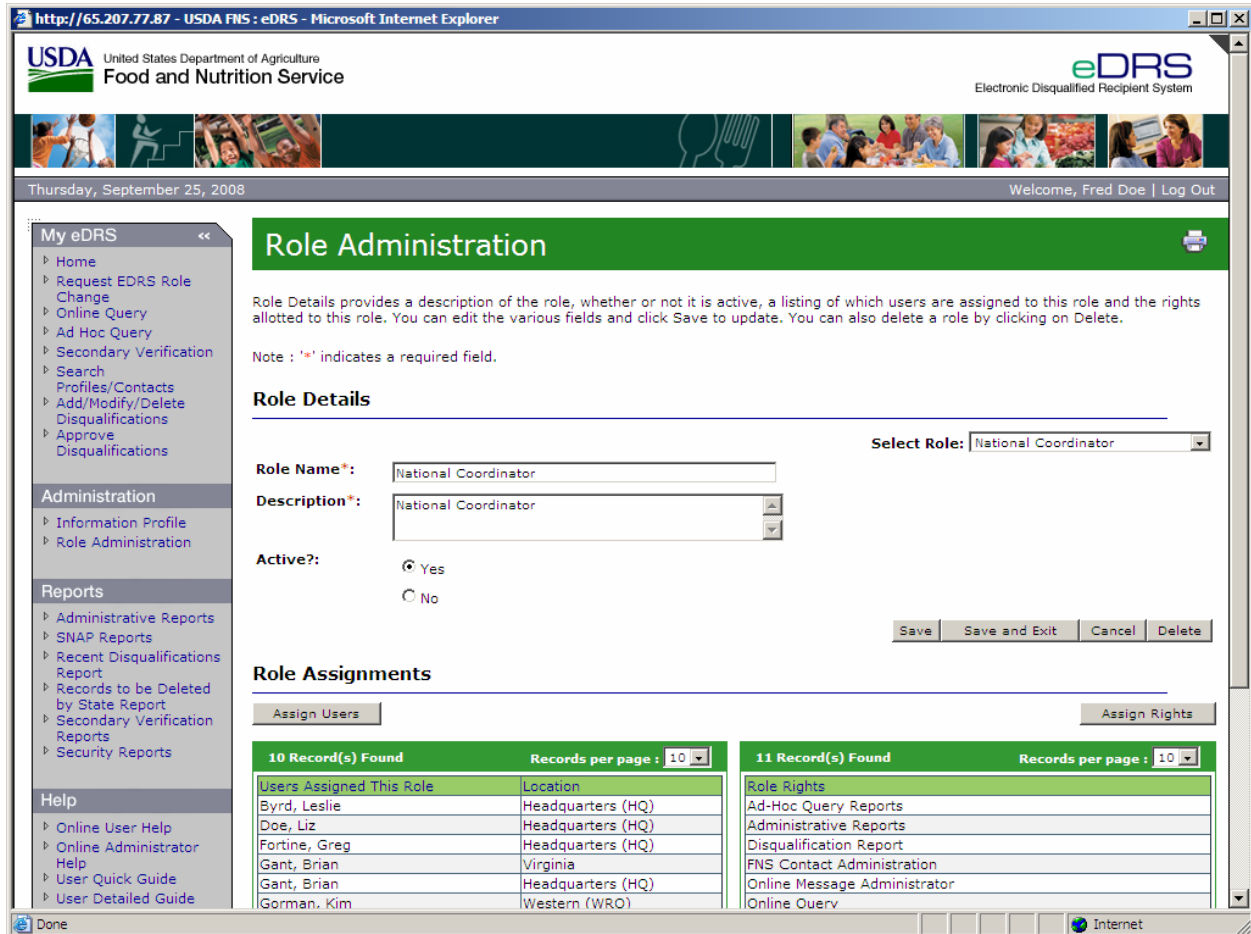 http://65.207.77.87 - USDA FNS : eDRS - Microsoft Internet Explorer
USDA
United States Department of Agriculture
Food and Nutrition Service
eDRS
Electronic Disqualified Recipient System
Thursday, September 25, 2008
Welcome, Fred Doe | Log Out
My eDRS <<
Home
Request EDRS Role
Change
Online Query
Ad Hoc Query
Secondary Verification
Search
Profiles/Contacts
Add/Modify/Delete
Disqualifications
Approve
Disqualifications
Administration
Information Profile
Role Administration
Reports
Administrative Reports
SNAP Reports
Recent Disqualifications
Report
Records to be Deleted
by State Report
Secondary Verification
Reports
Security Reports
Help
Online User Help
Online Administrator
Help
User Quick Guide
User Detailed Guide
Role Administration
Role Details provides a description of the role, whether or not it is active, a listing of which users are assigned to this role and the rights
allotted to this role. You can edit the various fields and click Save to update. You can also delete a role by clicking on Delete.
Note : '*' indicates a required field.
Role Details
Select Role: National Coordinator
Role Name*: National Coordinator
Description*: National Coordinator
Active?: Yes
No
Save Save and Exit Cancel Delete
Role Assignments
Assign Users Assign Rights
10 Record(s) Found Records per page : 10
Users Assigned This Role Location
Byrd, Leslie Headquarters (HQ)
Doe, Liz Headquarters (HQ)
Fortine, Greg Headquarters (HQ)
Gant, Brian Virginia
Gant, Brian Headquarters (HQ)
Gorman, Kim Western (WRO)
11 Record(s) Found Records per page : 10
Role Rights
Ad-Hoc Query Reports
Administrative Reports
Disqualification Report
FNS Contact Administration
Online Message Administrator
Online Query
Done
Internet